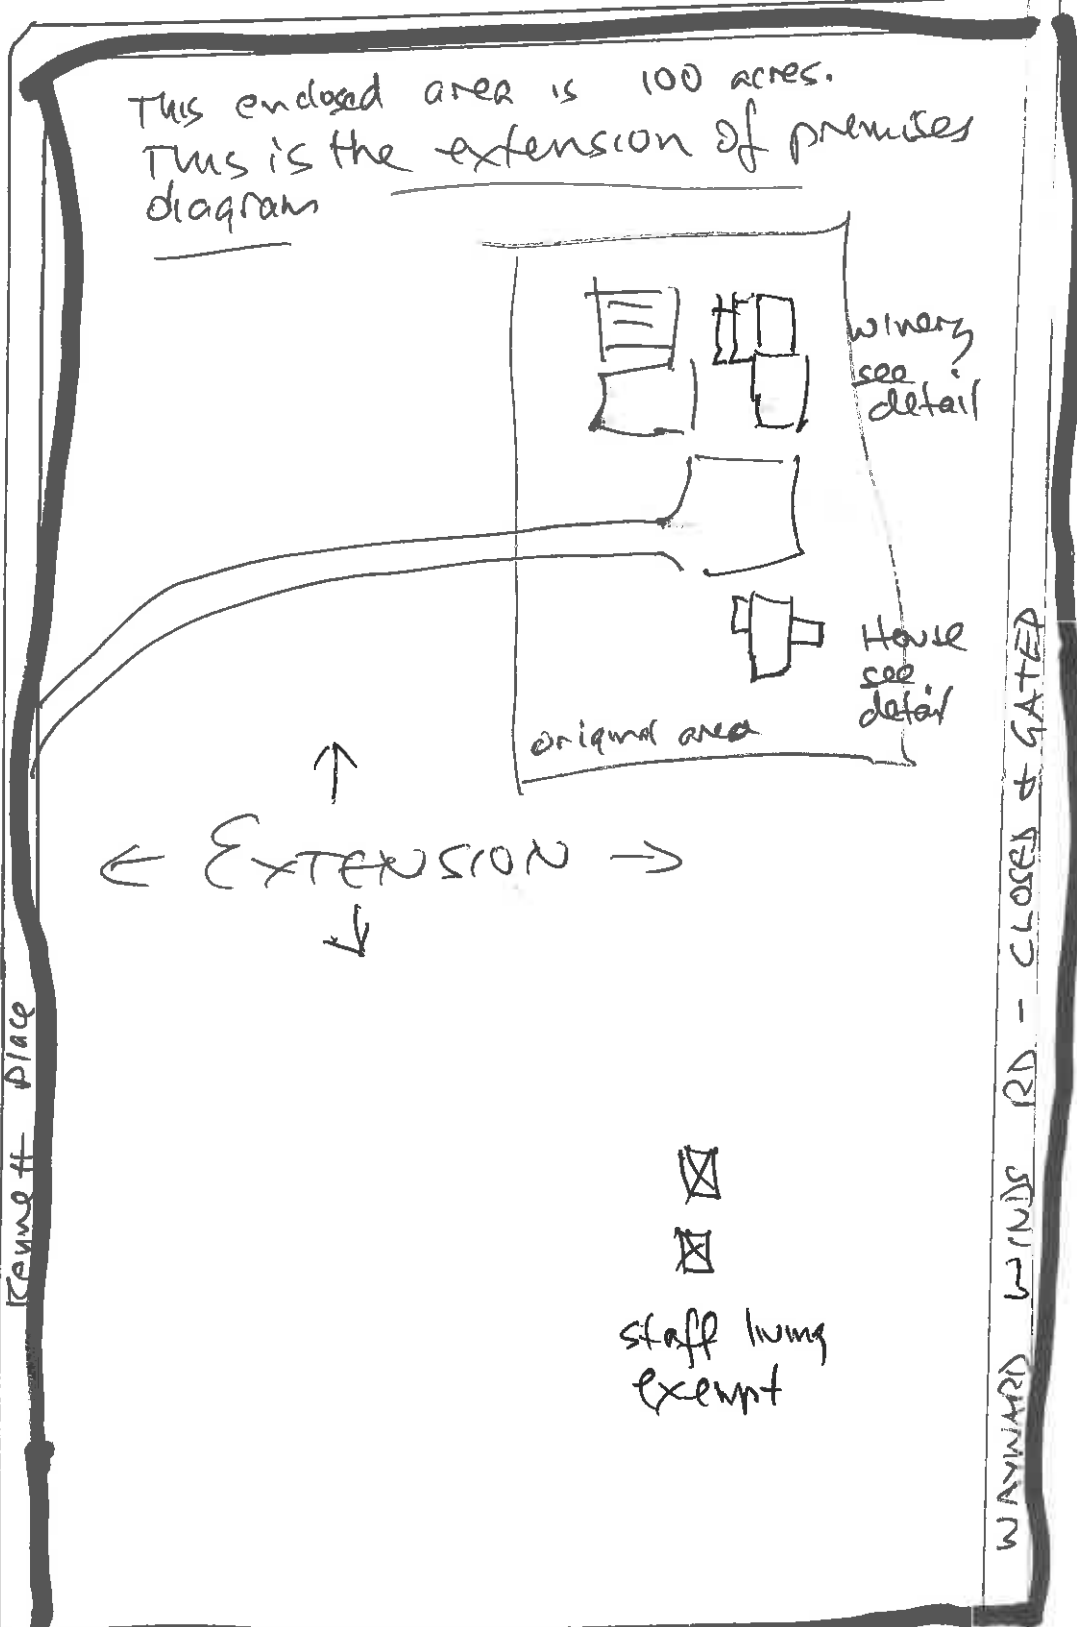 This enclosed area is 100 acres.
This is the extension of premises
diagram
winery
see
detail
House
see
detail
original area
← EXTENSION →
Kennett Place
WAYWARD WINDS RD - CLOSED + GATED
staff living
exempt